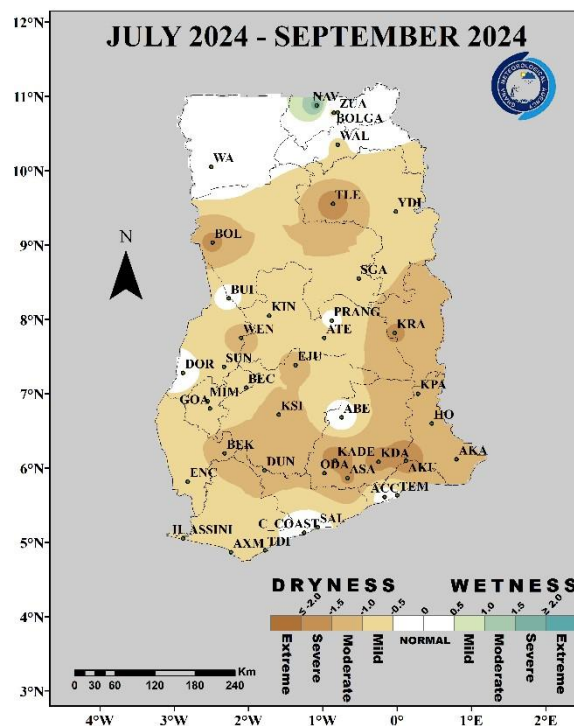 JULY 2024 - SEPTEMBER 2024
12°N
11°N
10°N
9°N
8°N
7°N
6°N
5°N
4°N
3°N
NAV
ZUA
BOLGA
WAL
WA
TLE
YDI
BOL
N
SGA
BUI
KIN
PRANG
WEN
ATE
KRA
DOR
SUN
EJU
BEC
KPA
GOA
MIM
KSI
ABE
HO
BEK
KADE
KDA
AKA
DUN
ODA
ASA
AKU
ENC
ACC
TEM
C_COAST
SAL
AXM
TDI
DRYNESS
WETNESS
≤ -2.0
-1.5
-1.0
-0.5
0
0.5
1.0
1.5
≥ 2.0
NORMAL
Extreme
Severe
Moderate
Mild
Mild
Moderate
Severe
Extreme
Km
0 30 60 120 180 240
4°W
3°W
2°W
1°W
0°
1°E
2°E